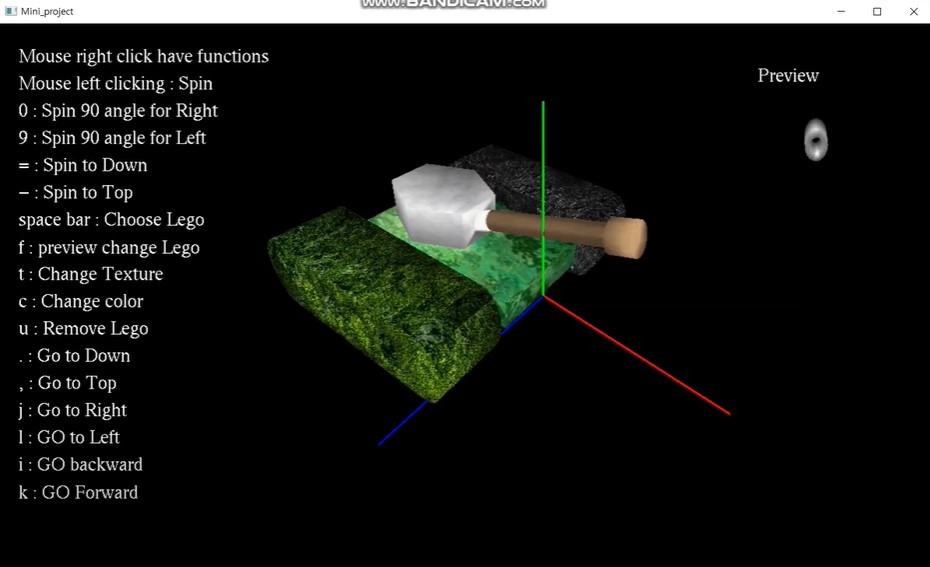 www.BANDICAM.com
Mini_project
Mouse right click have functions
Mouse left clicking : Spin
0 : Spin 90 angle for Right
9 : Spin 90 angle for Left
= : Spin to Down
− : Spin to Top
space bar : Choose Lego
f : preview change Lego
t : Change Texture
c : Change color
u : Remove Lego
. : Go to Down
, : Go to Top
j : Go to Right
l : GO to Left
i : GO backward
k : GO Forward
Preview